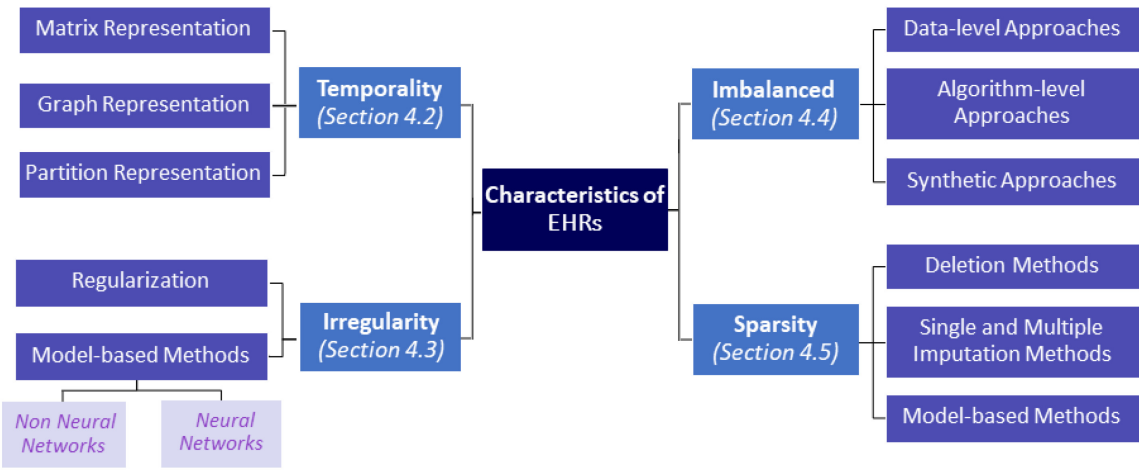 Matrix Representation
Graph Representation
Partition Representation
Temporality
(Section 4.2)
Regularization
Model-based Methods
Non Neural
Networks
Neural
Networks
Irregularity
(Section 4.3)
Characteristics of
EHRs
Imbalanced
(Section 4.4)
Data-level Approaches
Algorithm-level
Approaches
Synthetic Approaches
Sparsity
(Section 4.5)
Deletion Methods
Single and Multiple
Imputation Methods
Model-based Methods